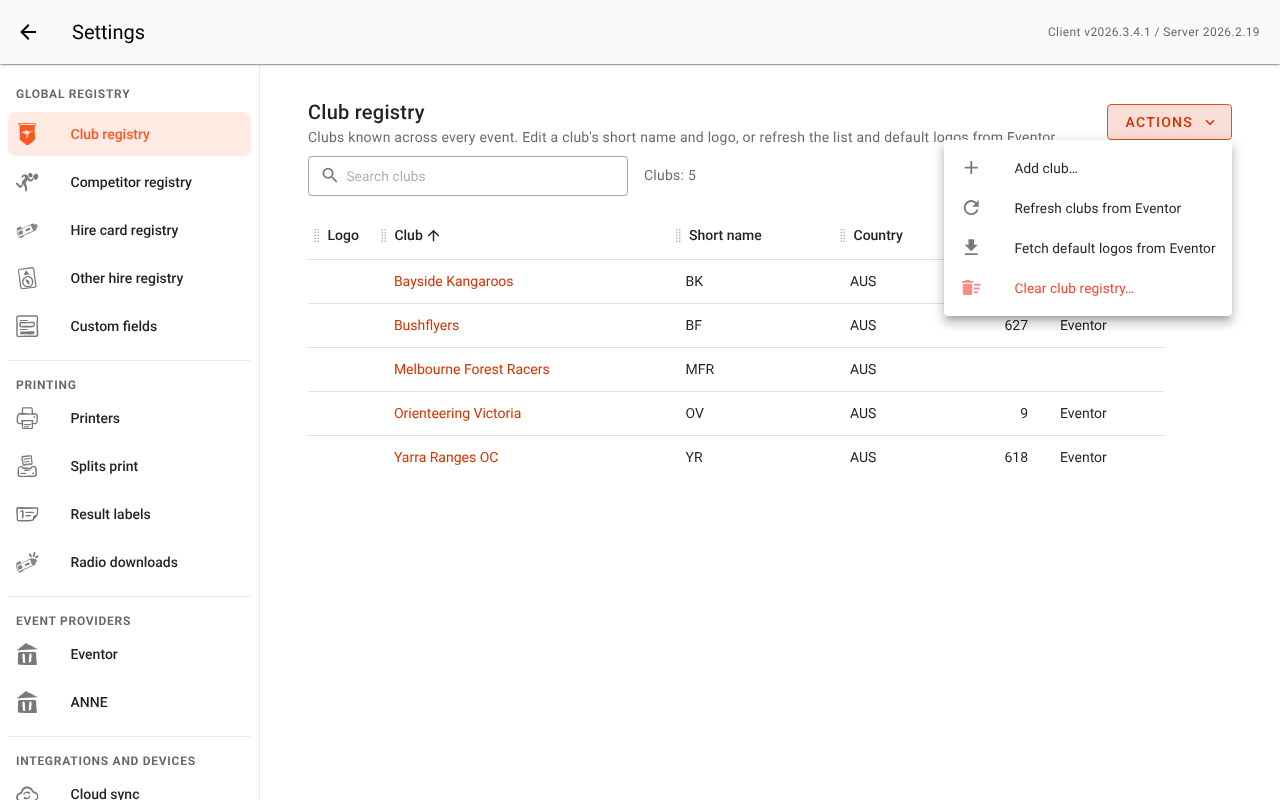 Settings
Client v2026.3.4.1 / Server 2026.2.19
GLOBAL REGISTRY
Club registry
Competitor registry
Hire card registry
Other hire registry
Custom fields
PRINTING
Printers
Splits print
Result labels
Radio downloads
EVENT PROVIDERS
Eventor
ANNE
INTEGRATIONS AND DEVICES
Cloud sync
Club registry
Clubs known across every event. Edit a club's short name and logo, or refresh the list and default logos from Eventor
ACTIONS
Search clubs
Clubs: 5
Add club...
Refresh clubs from Eventor
Fetch default logos from Eventor
Clear club registry...
Logo Club Short name Country
Bayside Kangaroos BK AUS
Bushflyers BF AUS 627 Eventor
Melbourne Forest Racers MFR AUS
Orienteering Victoria OV AUS 9 Eventor
Yarra Ranges OC YR AUS 618 Eventor